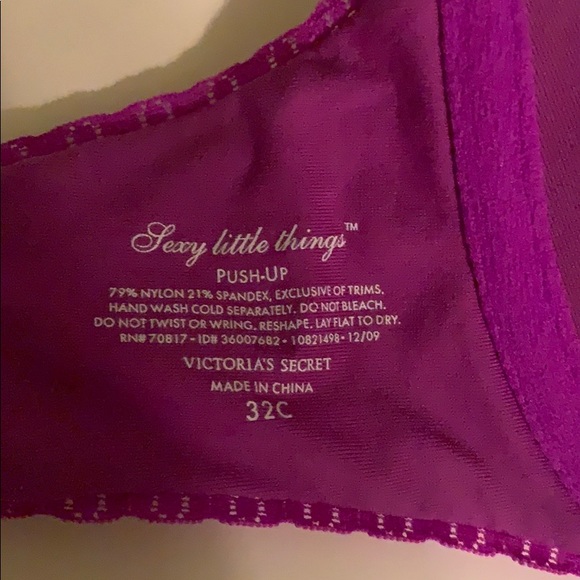 Sexy little things™
PUSH-UP
79% NYLON 21% SPANDEX, EXCLUSIVE OF TRIMS.
HAND WASH COLD SEPARATELY. DO NOT BLEACH.
DO NOT TWIST OR WRING. RESHAPE. LAY FLAT TO DRY.
RN# 70817 - ID# 36007682 - 10821498 - 12/09
VICTORIA'S SECRET
MADE IN CHINA
32C